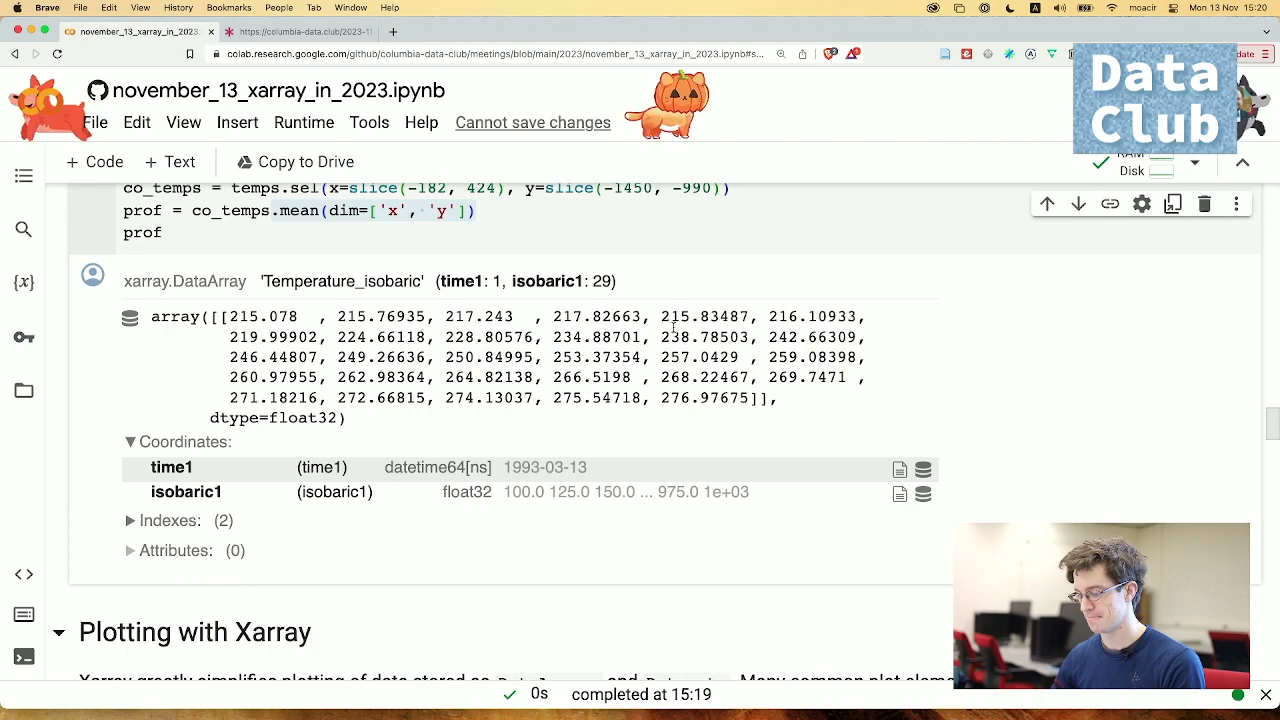 Brave File Edit View History Bookmarks People Tab Window Help
A moacir Mon 13 Nov 15:20
november_13_xarray_in_2023. × https://columbia-data.club/2023-11 × +
colab.research.google.com/github/columbia-data-club/meetings/blob/main/2023/november_13_xarray_in_2023.ipynb#s...
Data
Club
november_13_xarray_in_2023.ipynb
File Edit View Insert Runtime Tools Help Cannot save changes
+ Code + Text Copy to Drive
RAM
Disk
co_temps = temps.sel(x=slice(-182, 424), y=slice(-1450, -990))
prof = co_temps.mean(dim=['x', 'y'])
prof
xarray.DataArray 'Temperature_isobaric' (time1: 1, isobaric1: 29)
array([[215.078 , 215.76935, 217.243 , 217.82663, 215.83487, 216.10933,
219.99902, 224.66118, 228.80576, 234.88701, 238.78503, 242.66309,
246.44807, 249.26636, 250.84995, 253.37354, 257.0429 , 259.08398,
260.97955, 262.98364, 264.82138, 266.5198 , 268.22467, 269.7471 ,
271.18216, 272.66815, 274.13037, 275.54718, 276.97675]],
dtype=float32)
▼ Coordinates:
time1 (time1) datetime64[ns] 1993-03-13
isobaric1 (isobaric1) float32 100.0 125.0 150.0 ... 975.0 1e+03
► Indexes: (2)
► Attributes: (0)
Plotting with Xarray
0s completed at 15:19